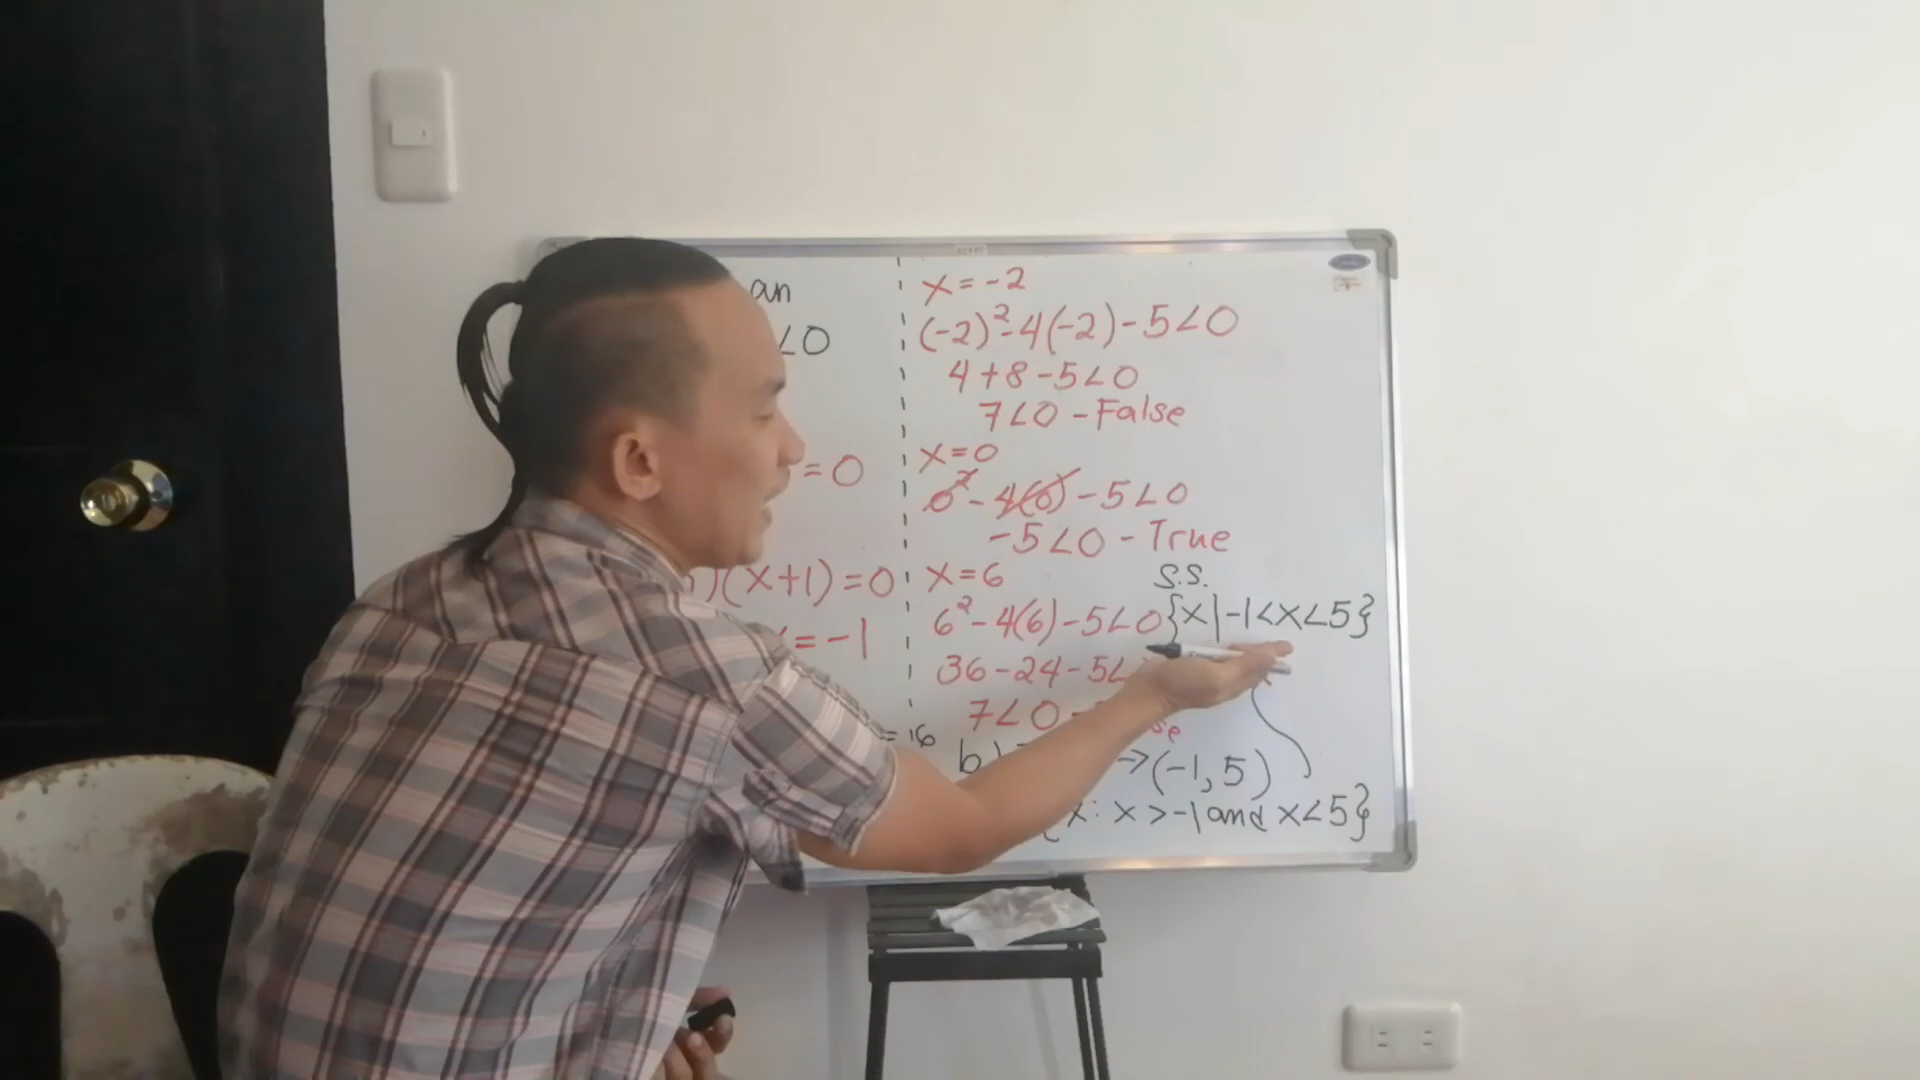 an
<0
=0
)(x+1)=0
=-1
=16
x=-2
(-2)²-4(-2)-5<0
4+8-5<0
7<0-False
x=0
0²-4(0)-5<0
-5<0-True
x=6
6²-4(6)-5<0
36-24-5<
7<0-
S.S.
{x|-1<x<5}
b)
→(-1,5)
x: x>-1 and x<5}